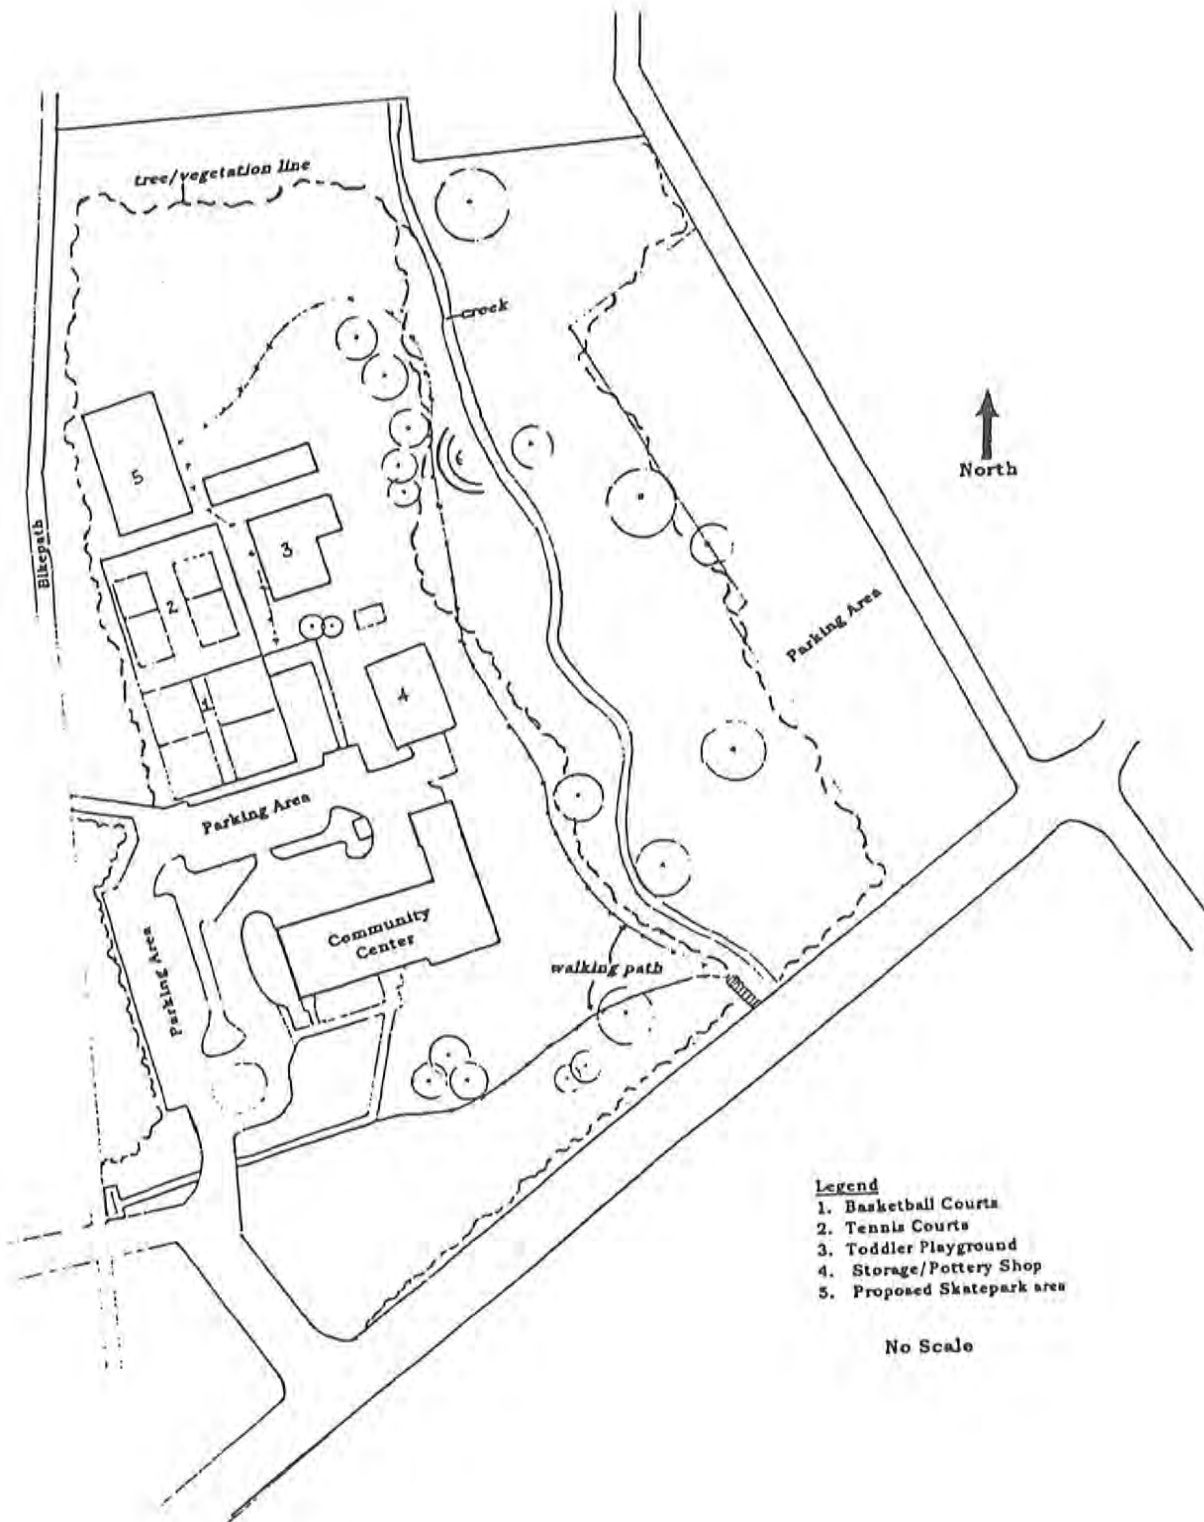 tree/vegetation line
creek
North
5
Bikepath
3
2
Parking Area
4
1
Parking Area
Community
Center
Parking Area
walking path
Legend
1. Basketball Courts
2. Tennis Courts
3. Toddler Playground
4. Storage/Pottery Shop
5. Proposed Skatepark area
No Scale